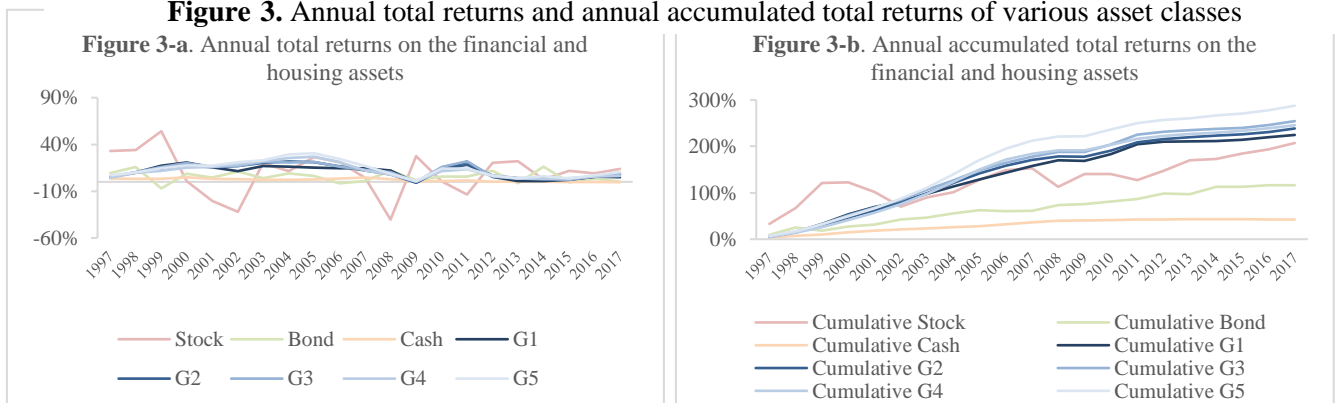 Figure 3. Annual total returns and annual accumulated total returns of various asset classes
Figure 3-a. Annual total returns on the financial and
housing assets
90%
40%
-10%
-60%
1997 1998 1999 2000 2001 2002 2003 2004 2005 2006 2007 2008 2009 2010 2011 2012 2013 2014 2015 2016 2017
Stock Bond Cash G1
G2 G3 G4 G5
Figure 3-b. Annual accumulated total returns on the
financial and housing assets
300%
200%
100%
0%
1997 1998 1999 2000 2001 2002 2003 2004 2005 2006 2007 2008 2009 2010 2011 2012 2013 2014 2015 2016 2017
Cumulative Stock Cumulative Bond
Cumulative Cash Cumulative G1
Cumulative G2 Cumulative G3
Cumulative G4 Cumulative G5